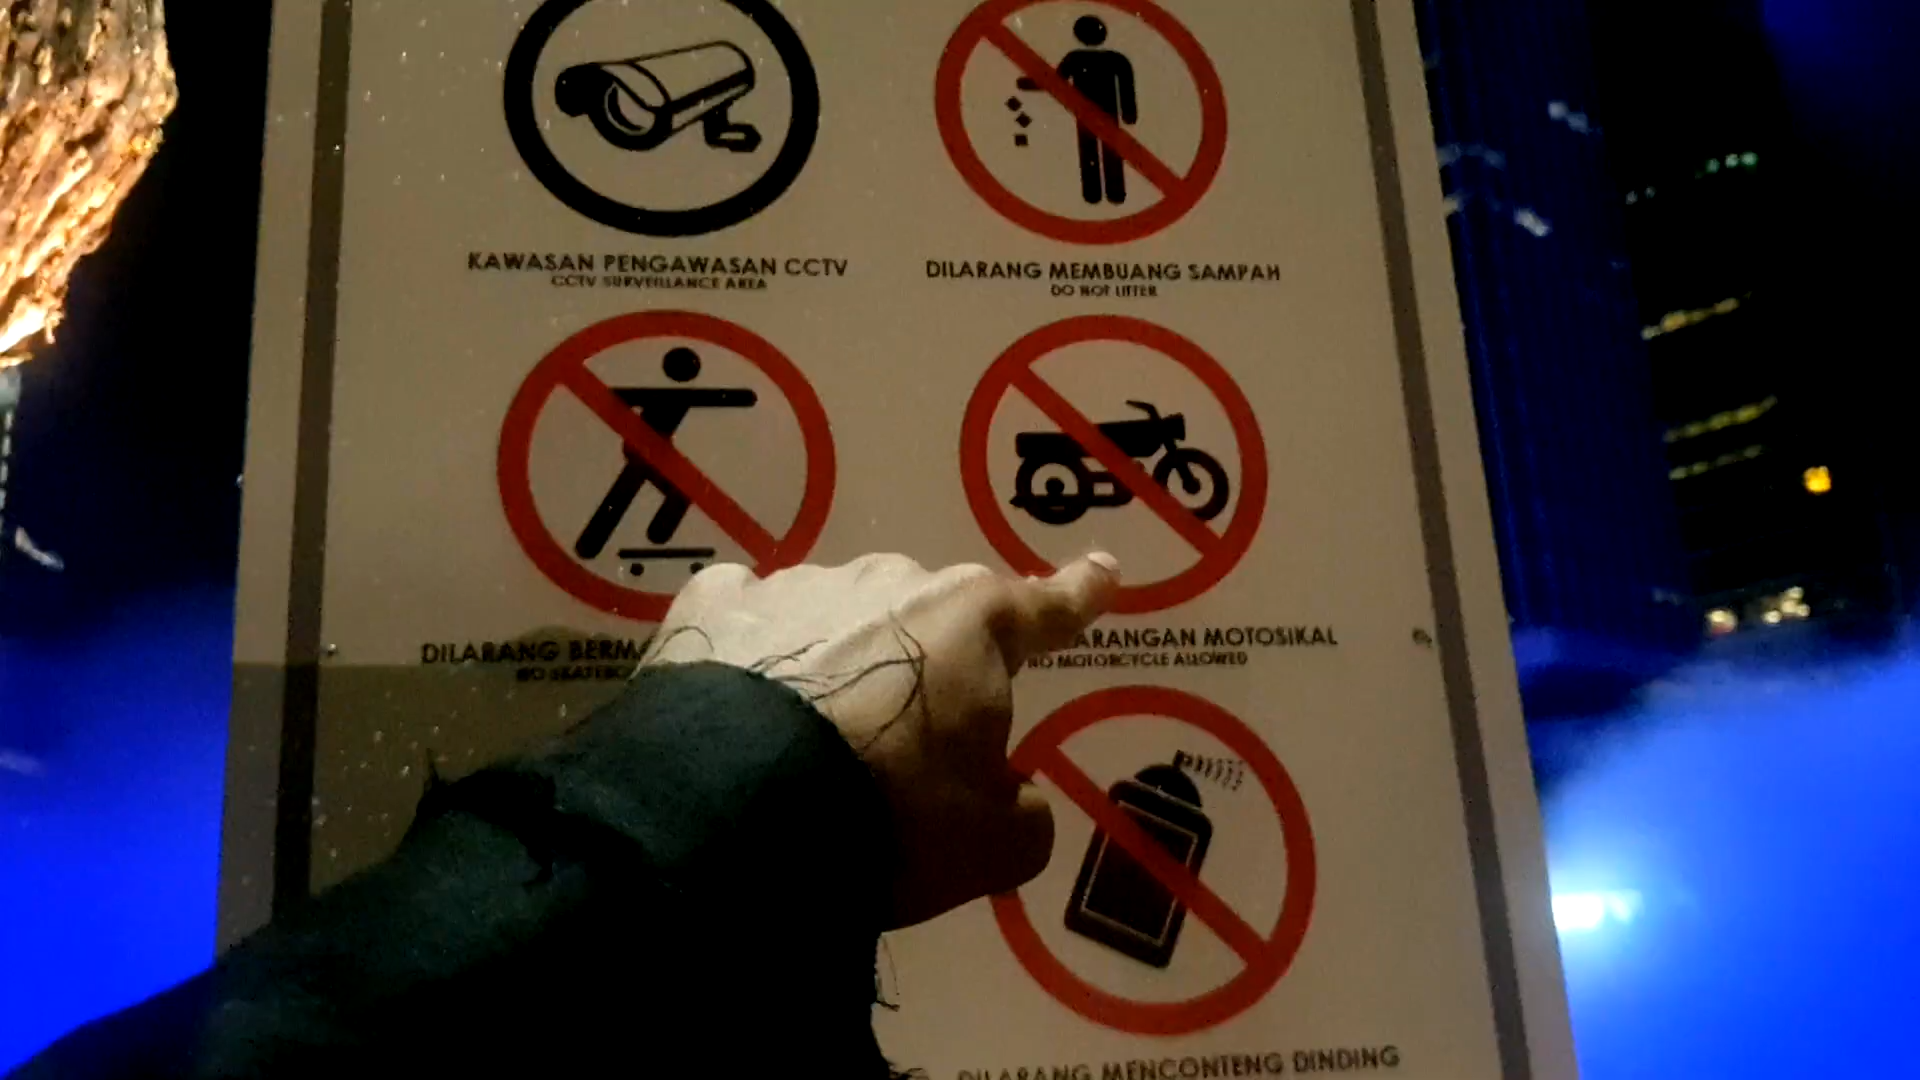 KAWASAN PENGAWASAN CCTV
CCTV SURVEILLANCE AREA
DILARANG MEMBUANG SAMPAH
DO NOT LITTER
DILARANG
NO
ARANGAN MOTOSIKAL
NO MOTORCYCLE ALLOWED
DILARANG MENCONTENG DINDING